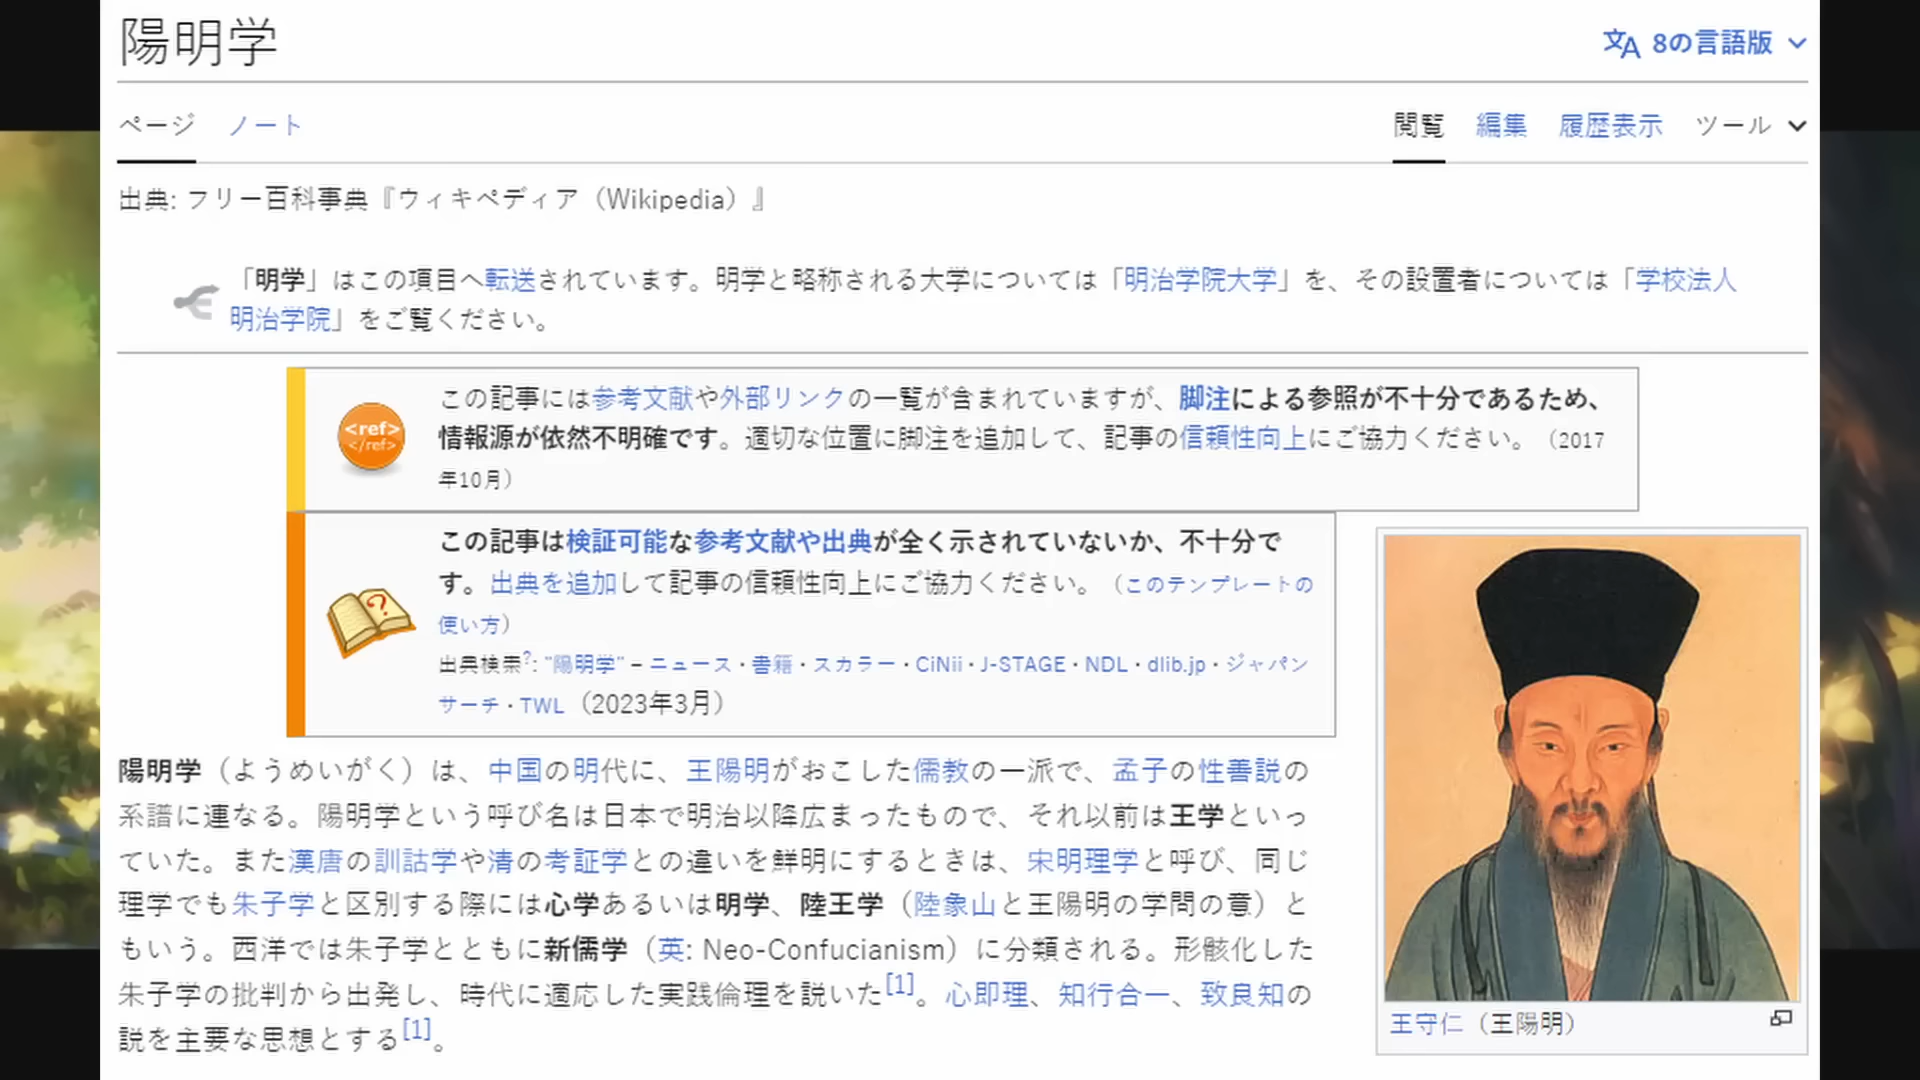 陽明学
8の言語版
ページ ノート 閲覧 編集 履歴表示 ツール
出典: フリー百科事典『ウィキペディア（Wikipedia）』
「明学」はこの項目へ転送されています。明学と略称される大学については「明治学院大学」を、その設置者については「学校法人
明治学院」をご覧ください。
この記事には参考文献や外部リンクの一覧が含まれていますが、脚注による参照が不十分であるため、
<ref>
</ref>
情報源が依然不明確です。適切な位置に脚注を追加して、記事の信頼性向上にご協力ください。（2017
年10月）
この記事は検証可能な参考文献や出典が全く示されていないか、不十分で
す。出典を追加して記事の信頼性向上にご協力ください。（このテンプレートの
使い方）
出典検索?: "陽明学" – ニュース · 書籍 · スカラー · CiNii · J-STAGE · NDL · dlib.jp · ジャパン
サーチ · TWL（2023年3月）
陽明学（ようめいがく）は、中国の明代に、王陽明がおこした儒教の一派で、孟子の性善説の
系譜に連なる。陽明学という呼び名は日本で明治以降広まったもので、それ以前は王学といっ
ていた。また漢唐の訓詁学や清の考証学との違いを鮮明にするときは、宋明理学と呼び、同じ
理学でも朱子学と区別する際には心学あるいは明学、陸王学（陸象山と王陽明の学問の意）と
もいう。西洋では朱子学とともに新儒学（英: Neo-Confucianism）に分類される。形骸化した
朱子学の批判から出発し、時代に適応した実践倫理を説いた[1]。心即理、知行合一、致良知の
説を主要な思想とする[1]。
王守仁（王陽明）